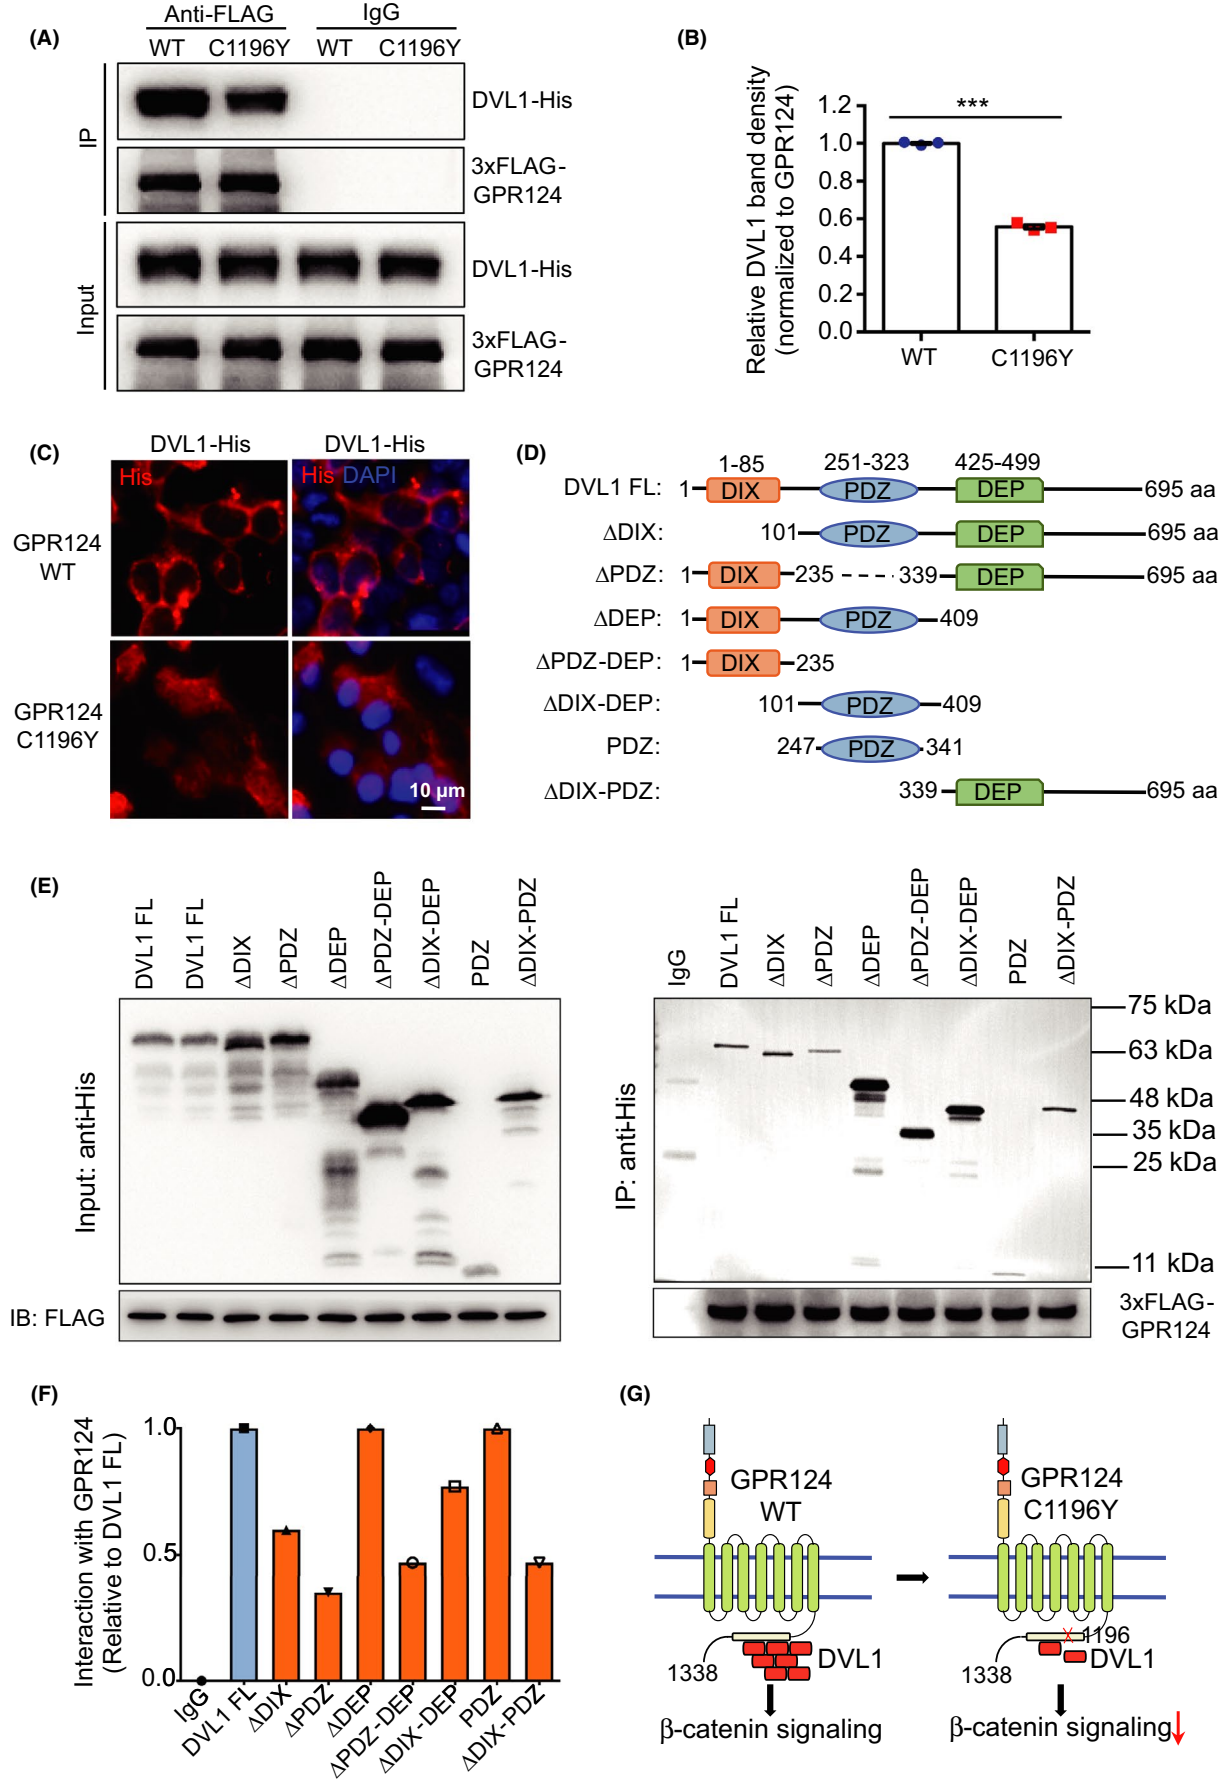 (A)
Anti-FLAG IgG
WT C1196Y WT C1196Y
IP
DVL1-His
3xFLAG-
GPR124
Input
DVL1-His
3xFLAG-
GPR124
(B)
Relative DVL1 band density
(normalized to GPR124)
1.2
1.0
0.8
0.6
0.4
0.2
0.0
***
WT C1196Y
(C)
DVL1-His DVL1-His
His His DAPI
GPR124
WT
GPR124
C1196Y
10 μm
(D)
1-85 251-323 425-499
DVL1 FL: 1 DIX PDZ DEP 695 aa
ΔDIX: 101 PDZ DEP 695 aa
ΔPDZ: 1 DIX 235 ---- 339 DEP 695 aa
ΔDEP: 1 DIX PDZ 409
ΔPDZ-DEP: 1 DIX 235
ΔDIX-DEP: 101 PDZ 409
PDZ: 247 PDZ 341
ΔDIX-PDZ: 339 DEP 695 aa
(E)
DVL1 FL DVL1 FL ΔDIX ΔPDZ ΔDEP ΔPDZ-DEP ΔDIX-DEP PDZ ΔDIX-PDZ
Input: anti-His
IB: FLAG
IgG DVL1 FL ΔDIX ΔPDZ ΔDEP ΔPDZ-DEP ΔDIX-DEP PDZ ΔDIX-PDZ
IP: anti-His
75 kDa
63 kDa
48 kDa
35 kDa
25 kDa
11 kDa
3xFLAG-
GPR124
(F)
Interaction with GPR124
(Relative to DVL1 FL)
1.0
0.5
0.0
IgG DVL1 FL ΔDIX ΔPDZ ΔDEP ΔPDZ-DEP ΔDIX-DEP PDZ ΔDIX-PDZ
(G)
GPR124
WT
1338
DVL1
β-catenin signaling
GPR124
C1196Y
1196
1338
DVL1
β-catenin signaling↓